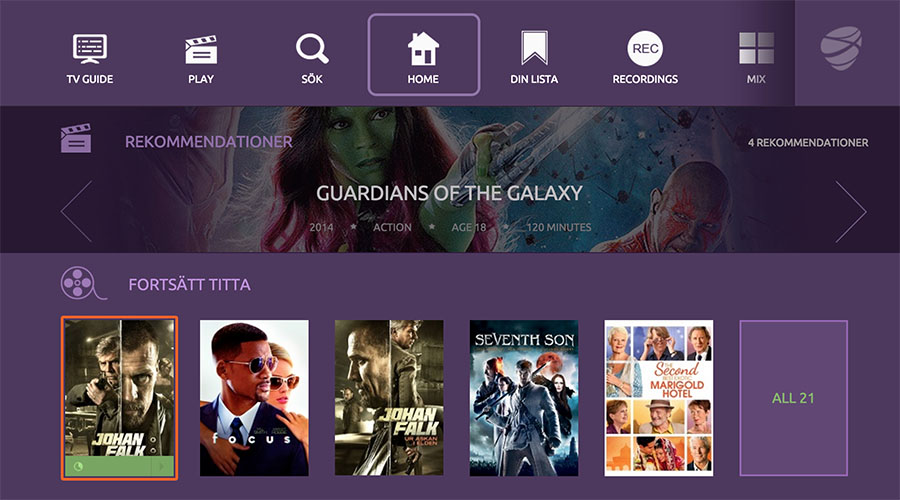 TV GUIDE
PLAY
SÖK
HOME
DIN LISTA
REC
RECORDINGS
MIX
REKOMMENDATIONER
4 REKOMMENDATIONER
GUARDIANS OF THE GALAXY
2014 ★ ACTION ★ AGE 18 ★ 120 MINUTES
FORTSÄTT TITTA
JOHAN
FALK
focus
JOHAN
FALK
UR ASKAN
I ELDEN
SEVENTH SON
THE
Second
BEST EXOTIC
MARIGOLD
HOTEL
ALL 21